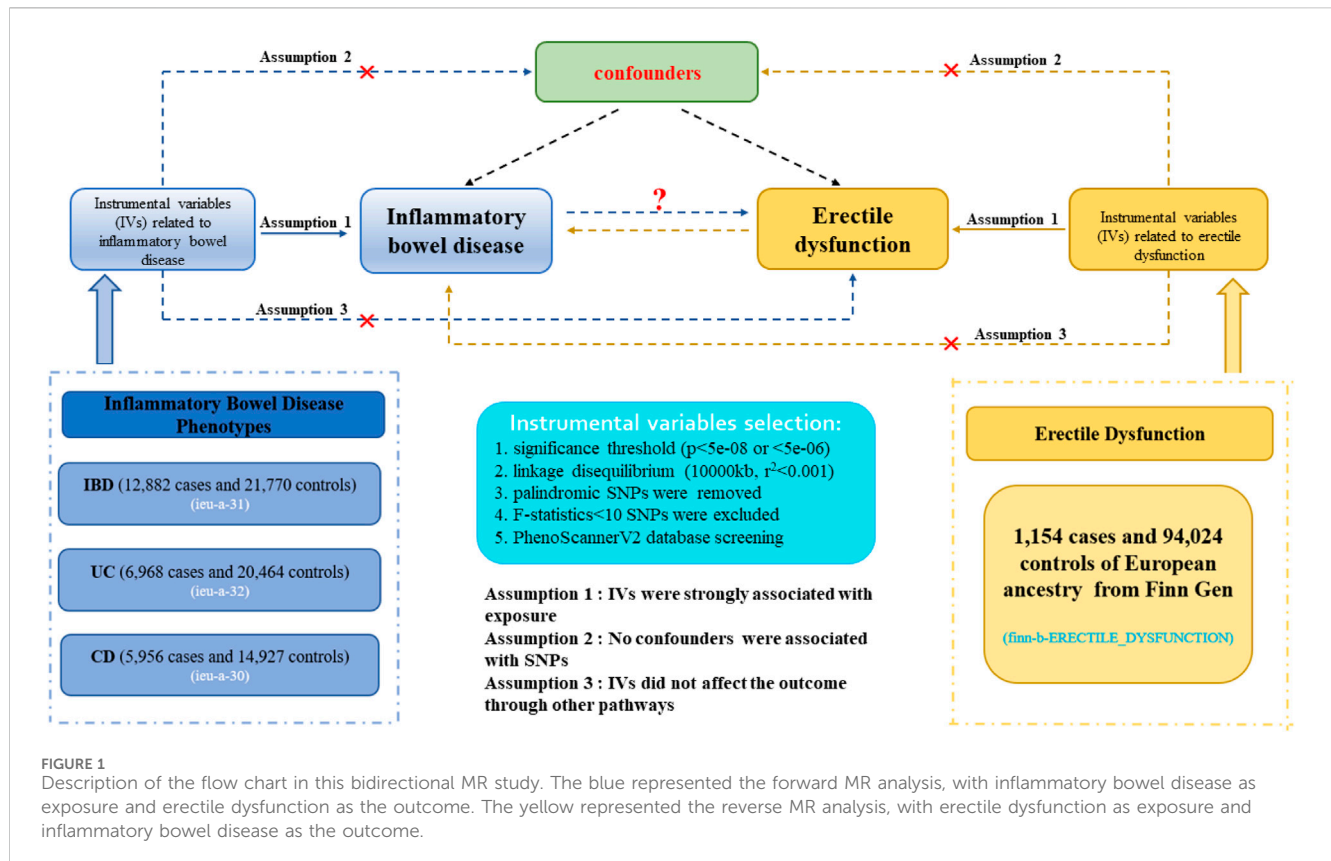 Assumption 2
confounders
Assumption 2
Instrumental variables
(IVs) related to
inflammatory bowel
disease
Assumption 1
Inflammatory
bowel disease
?
Erectile
dysfunction
Assumption 1
Instrumental variables
(IVs) related to erectile
dysfunction
Assumption 3
Assumption 3
Inflammatory Bowel Disease
Phenotypes
IBD (12,882 cases and 21,770 controls)
(ieu-a-31)
UC (6,968 cases and 20,464 controls)
(ieu-a-32)
CD (5,956 cases and 14,927 controls)
(ieu-a-30)
Instrumental variables selection:
1. significance threshold (p<5e-08 or <5e-06)
2. linkage disequilibrium (10000kb, r²<0.001)
3. palindromic SNPs were removed
4. F-statistics<10 SNPs were excluded
5. PhenoScannerV2 database screening
Assumption 1 : IVs were strongly associated with
exposure
Assumption 2 : No confounders were associated
with SNPs
Assumption 3 : IVs did not affect the outcome
through other pathways
Erectile Dysfunction
1,154 cases and 94,024
controls of European
ancestry from Finn Gen
(finn-b-ERECTILE_DYSFUNCTION)
FIGURE 1
Description of the flow chart in this bidirectional MR study. The blue represented the forward MR analysis, with inflammatory bowel disease as
exposure and erectile dysfunction as the outcome. The yellow represented the reverse MR analysis, with erectile dysfunction as exposure and
inflammatory bowel disease as the outcome.